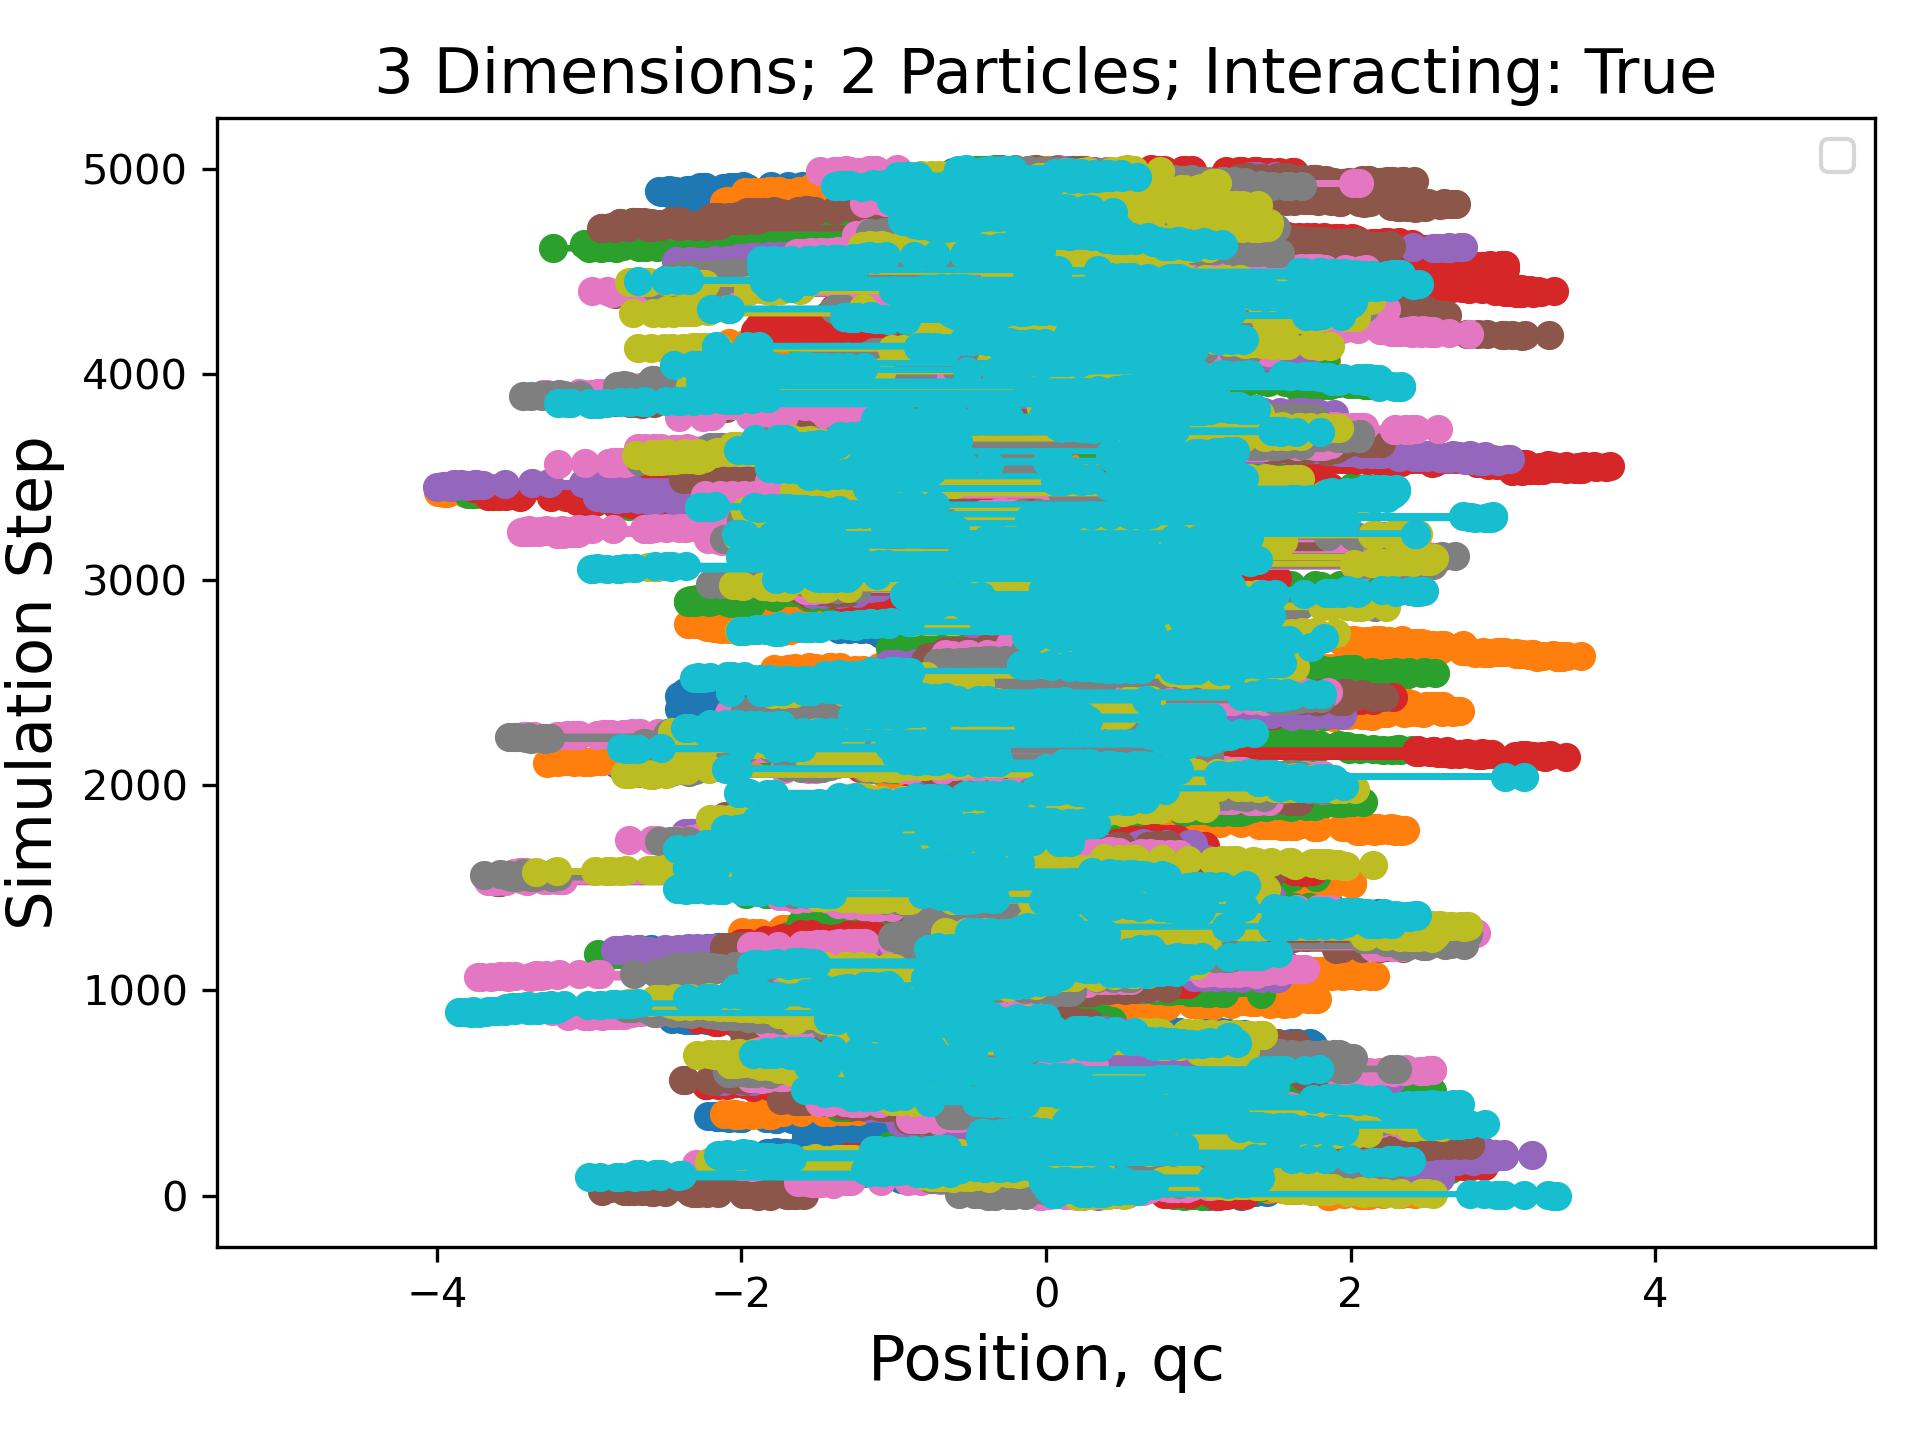 3 Dimensions; 2 Particles; Interacting: True
5000
4000
3000
2000
1000
0
Simulation Step
−4 −2 0 2 4
Position, qc